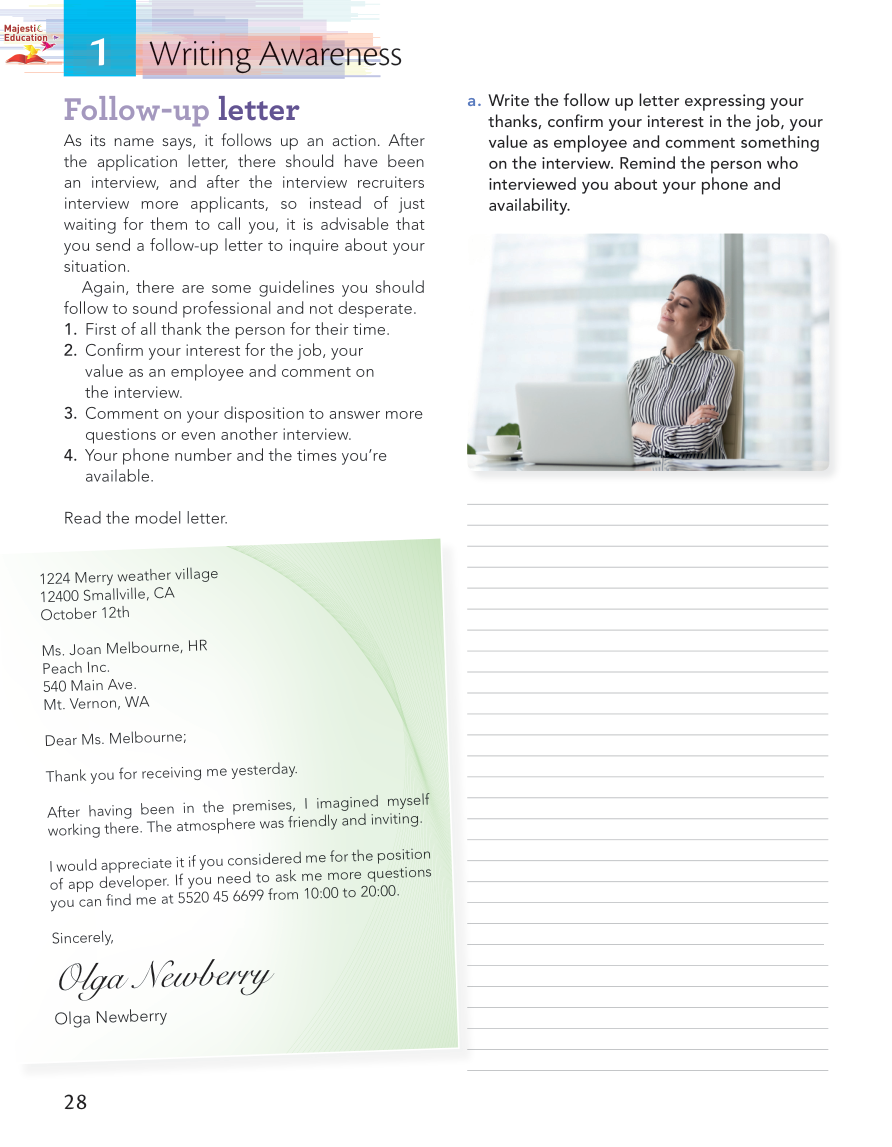 Majestic
Education
1
Writing Awareness
Follow-up letter
As its name says, it follows up an action. After
the application letter, there should have been
an interview, and after the interview recruiters
interview more applicants, so instead of just
waiting for them to call you, it is advisable that
you send a follow-up letter to inquire about your
situation.
Again, there are some guidelines you should
follow to sound professional and not desperate.
1. First of all thank the person for their time.
2. Confirm your interest for the job, your
value as an employee and comment on
the interview.
3. Comment on your disposition to answer more
questions or even another interview.
4. Your phone number and the times you're
available.
Read the model letter.
1224 Merry weather village
12400 Smallville, CA
October 12th
Ms. Joan Melbourne, HR
Peach Inc.
540 Main Ave.
Mt. Vernon, WA
Dear Ms. Melbourne;
Thank you for receiving me yesterday.
After having been in the premises, I imagined myself
working there. The atmosphere was friendly and inviting.
I would appreciate it if you considered me for the position
of app developer. If you need to ask me more questions
you can find me at 5520 45 6699 from 10:00 to 20:00.
Sincerely,
Olga Newberry
Olga Newberry
a. Write the follow up letter expressing your
thanks, confirm your interest in the job, your
value as employee and comment something
on the interview. Remind the person who
interviewed you about your phone and
availability.
28